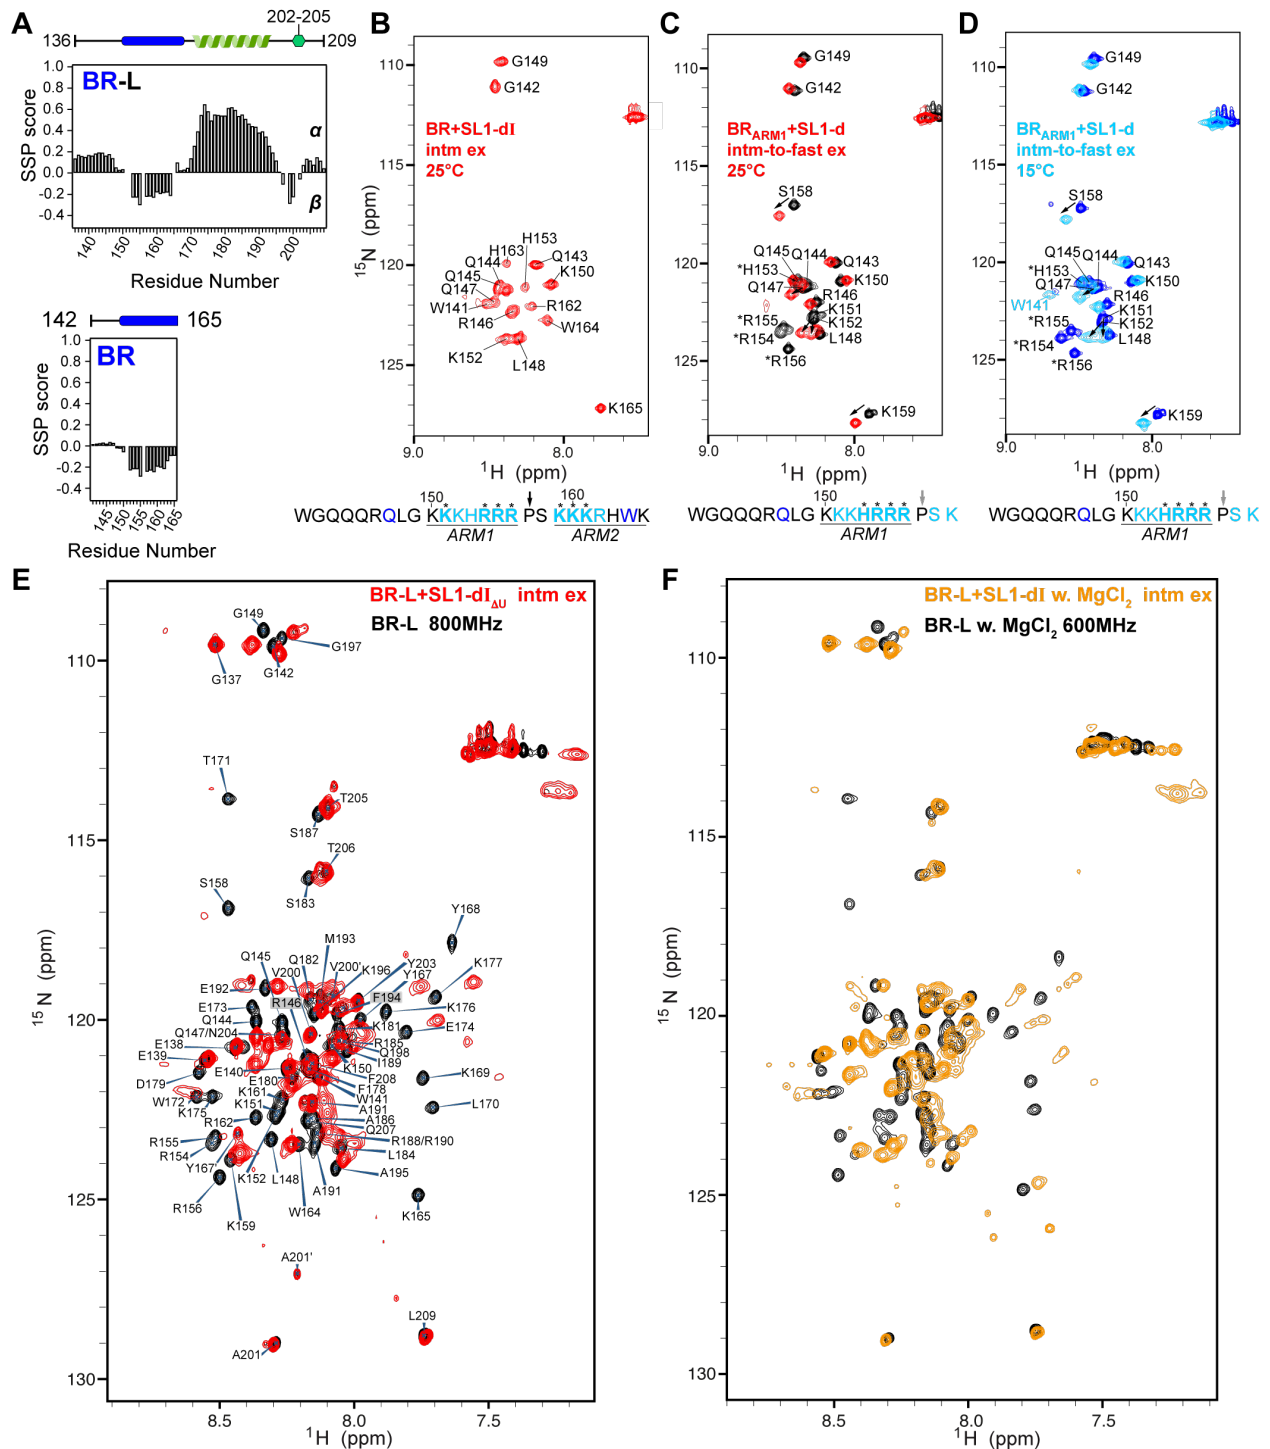 A
202-205
136
209
BR-L
SSP score
1.0
0.8
0.6
0.4
0.2
0.0
-0.2
-0.4
α
β
140
150
160
170
180
190
200
Residue Number
142
165
BR
SSP score
1.0
0.8
0.6
0.4
0.2
0.0
-0.2
-0.4
145
150
155
160
165
Residue Number
B
110
115
120
125
15N (ppm)
G149
G142
BR+SL1-dI
intm ex
25°C
H153
H163
Q144
Q143
Q145
K150
Q147
W141
R162
R146
W164
K152
L148
K165
9.0
8.0
1H (ppm)
150
160
WGQQQRQLG KKKHRRR PS KKKRHWK
ARM1
ARM2
C
110
115
120
125
G149
G142
BRARM1+SL1-d
intm-to-fast ex
25°C
S158
Q145
Q144
Q143
*H153
K150
Q147
R146
K151
*R155
K152
*R154
L148
*R156
K159
9.0
8.0
1H (ppm)
150
WGQQQRQLG KKKHRRR PS K
ARM1
D
110
115
120
125
G149
G142
BRARM1+SL1-d
intm-to-fast ex
15°C
S158
Q145
Q144
Q143
*H153
K150
Q147
W141
R146
K151
*R155
K152
*R154
L148
*R156
K159
9.0
8.0
1H (ppm)
150
WGQQQRQLG KKKHRRR PS K
ARM1
E
BR-L+SL1-dIΔU intm ex
BR-L 800MHz
110
115
120
125
130
15N (ppm)
G149
G197
G137
G142
T171
T205
S187
T206
S158
S183
Y168
M193
Q182
V200'
Q145
V200
K196
Y203
Y167
K177
E192
R146
F194
E173
K176
Q144
K181
E174
Q147/N204
R185
E138
Q198
E139
I189
E140
K150
E180
F208
K169
D179
F178
K161
W141
W172
K175
K151
A191
L170
R162
A186
Q207
R155
R188/R190
R154
L184
Y167'
K152
L148
A195
R156
A191
W164
K159
K165
A201'
L209
A201
8.5
8.0
7.5
1H (ppm)
F
BR-L+SL1-dI w. MgCl2 intm ex
BR-L w. MgCl2 600MHz
110
115
120
125
130
15N (ppm)
8.5
8.0
7.5
1H (ppm)